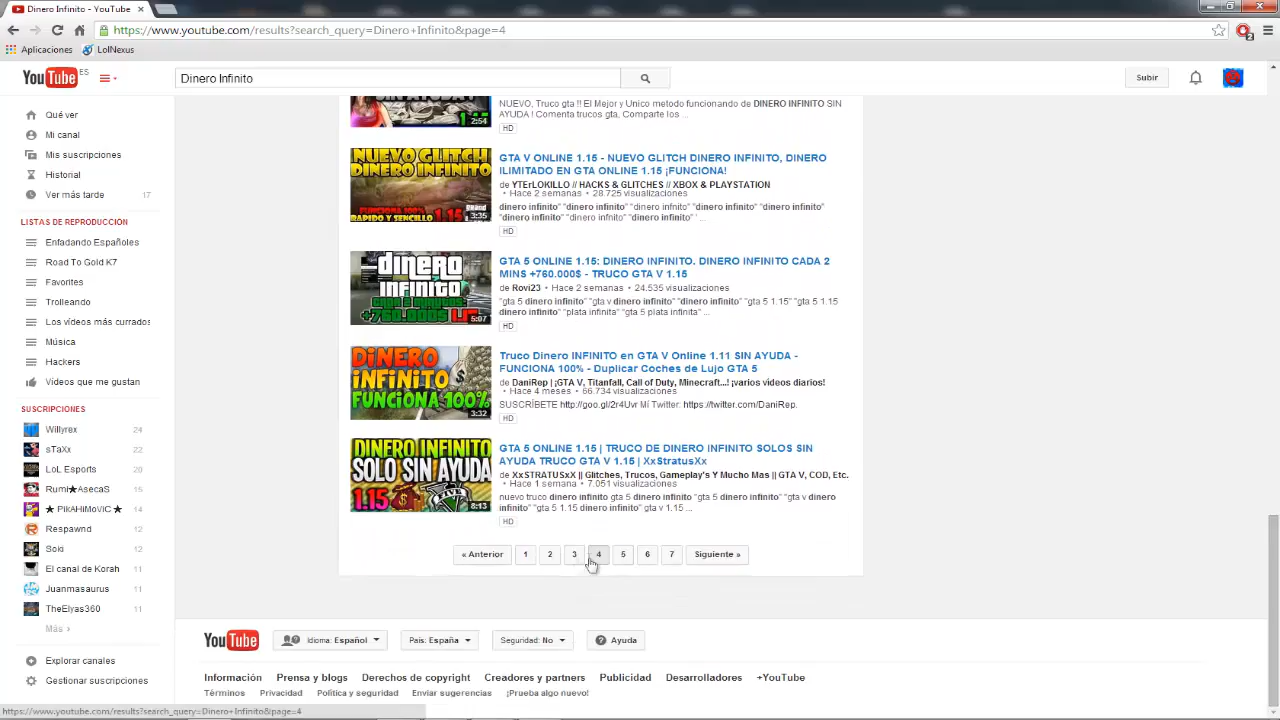 Dinero Infinito - YouTube
https://www.youtube.com/results?search_query=Dinero+Infinito&page=4
Aplicaciones
LolNexus
YouTube ES
Dinero Infinito
Subir
Qué ver
Mi canal
Mis suscripciones
Historial
Ver más tarde 17
LISTAS DE REPRODUCCIÓN
Enfadando Españoles
Road To Gold K7
Favorites
Trolleando
Los vídeos más currados
Música
Hackers
Vídeos que me gustan
SUSCRIPCIONES
Willyrex 24
sTaXx 22
LoL Esports 20
Rumi★AsecaS 15
★ PikAHiMoViC ★ 14
Respawnd 12
Soki 12
El canal de Korah 12
Juanmasaurus 11
TheElyas360 11
Más ›
Explorar canales
Gestionar suscripciones
2:54
NUEVO, Truco gta !! El Mejor y Unico metodo funcionando de DINERO INFINITO SIN
AYUDA ! Comenta trucos gta, Comparte los ...
HD
NUEVO GLITCH
DINERO INFINITO
FUNCIONA 100%
RAPIDO Y SENCILLO 1.15
3:35
GTA V ONLINE 1.15 - NUEVO GLITCH DINERO INFINITO, DINERO
ILIMITADO EN GTA ONLINE 1.15 ¡FUNCIONA!
de YTErLOKILLO // HACKS & GLITCHES // XBOX & PLAYSTATION
• Hace 2 semanas • 28.725 visualizaciones
dinero infinito" "dinero infinito" "dinero infinito" "dinero infinito" "dinero infinito"
"dinero infinito" "dinero infnito" "dinero infinito" ' ...
HD
dinero
infinito
CADA 2 MINUTOS:
+760.000$
5:07
GTA 5 ONLINE 1.15: DINERO INFINITO. DINERO INFINITO CADA 2
MINS +760.000$ - TRUCO GTA V 1.15
de Rovi23 • Hace 2 semanas • 24.535 visualizaciones
"gta 5 dinero infinito" "gta v dinero infinito" "dinero infinito" "gta 5 1.15" "gta 5 1.15
dinero infinito" "plata infinita" "gta 5 plata infinita" ...
HD
DINERO
INFINITO
FUNCIONA 100%
3:32
Truco Dinero INFINITO en GTA V Online 1.11 SIN AYUDA -
FUNCIONA 100% - Duplicar Coches de Lujo GTA 5
de DaniRep | ¡GTA V, Titanfall, Call of Duty, Minecraft...! ¡varios videos diarios!
• Hace 4 meses • 66.734 visualizaciones
SUSCRÍBETE http://goo.gl/2r4Uvr Mí Twitter: https://twitter.com/DaniRep.
HD
DINERO INFINITO
SOLO SIN AYUDA
1.15
8:13
GTA 5 ONLINE 1.15 | TRUCO DE DINERO INFINITO SOLOS SIN
AYUDA TRUCO GTA V 1.15 | XxStratusXx
de XxSTRATUSxX || Glitches, Trucos, Gameplay's Y Mucho Mas || GTA V, COD, Etc.
• Hace 1 semana • 7.051 visualizaciones
nuevo truco dinero infinito gta 5 dinero infinito "gta 5 dinero infinito" "gta v dinero
infinito" "gta 5 1.15 dinero infinito" gta v 1.15 ...
HD
« Anterior 1 2 3 4 5 6 7 Siguiente »
YouTube
Idioma: Español
País: España
Seguridad: No
Ayuda
Información Prensa y blogs Derechos de copyright Creadores y partners Publicidad Desarrolladores +YouTube
Términos Privacidad Política y seguridad Enviar sugerencias ¡Prueba algo nuevo!
https://www.youtube.com/results?search_query=Dinero+Infinito&page=4